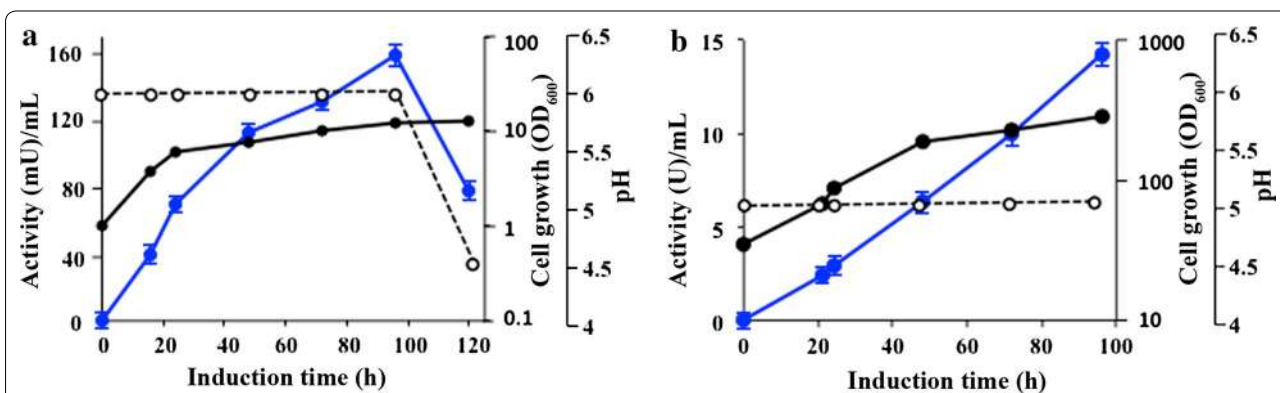 a
Activity (mU)/mL
160
120
80
40
0
0 20 40 60 80 100 120
Induction time (h)
100
10
1
0.1
Cell growth (OD600)
6.5
6
5.5
5
4.5
4
pH
b
Activity (U)/mL
15
10
5
0
0 20 40 60 80 100
Induction time (h)
1000
100
10
Cell growth (OD600)
6.5
6
5.5
5
4.5
4
pH